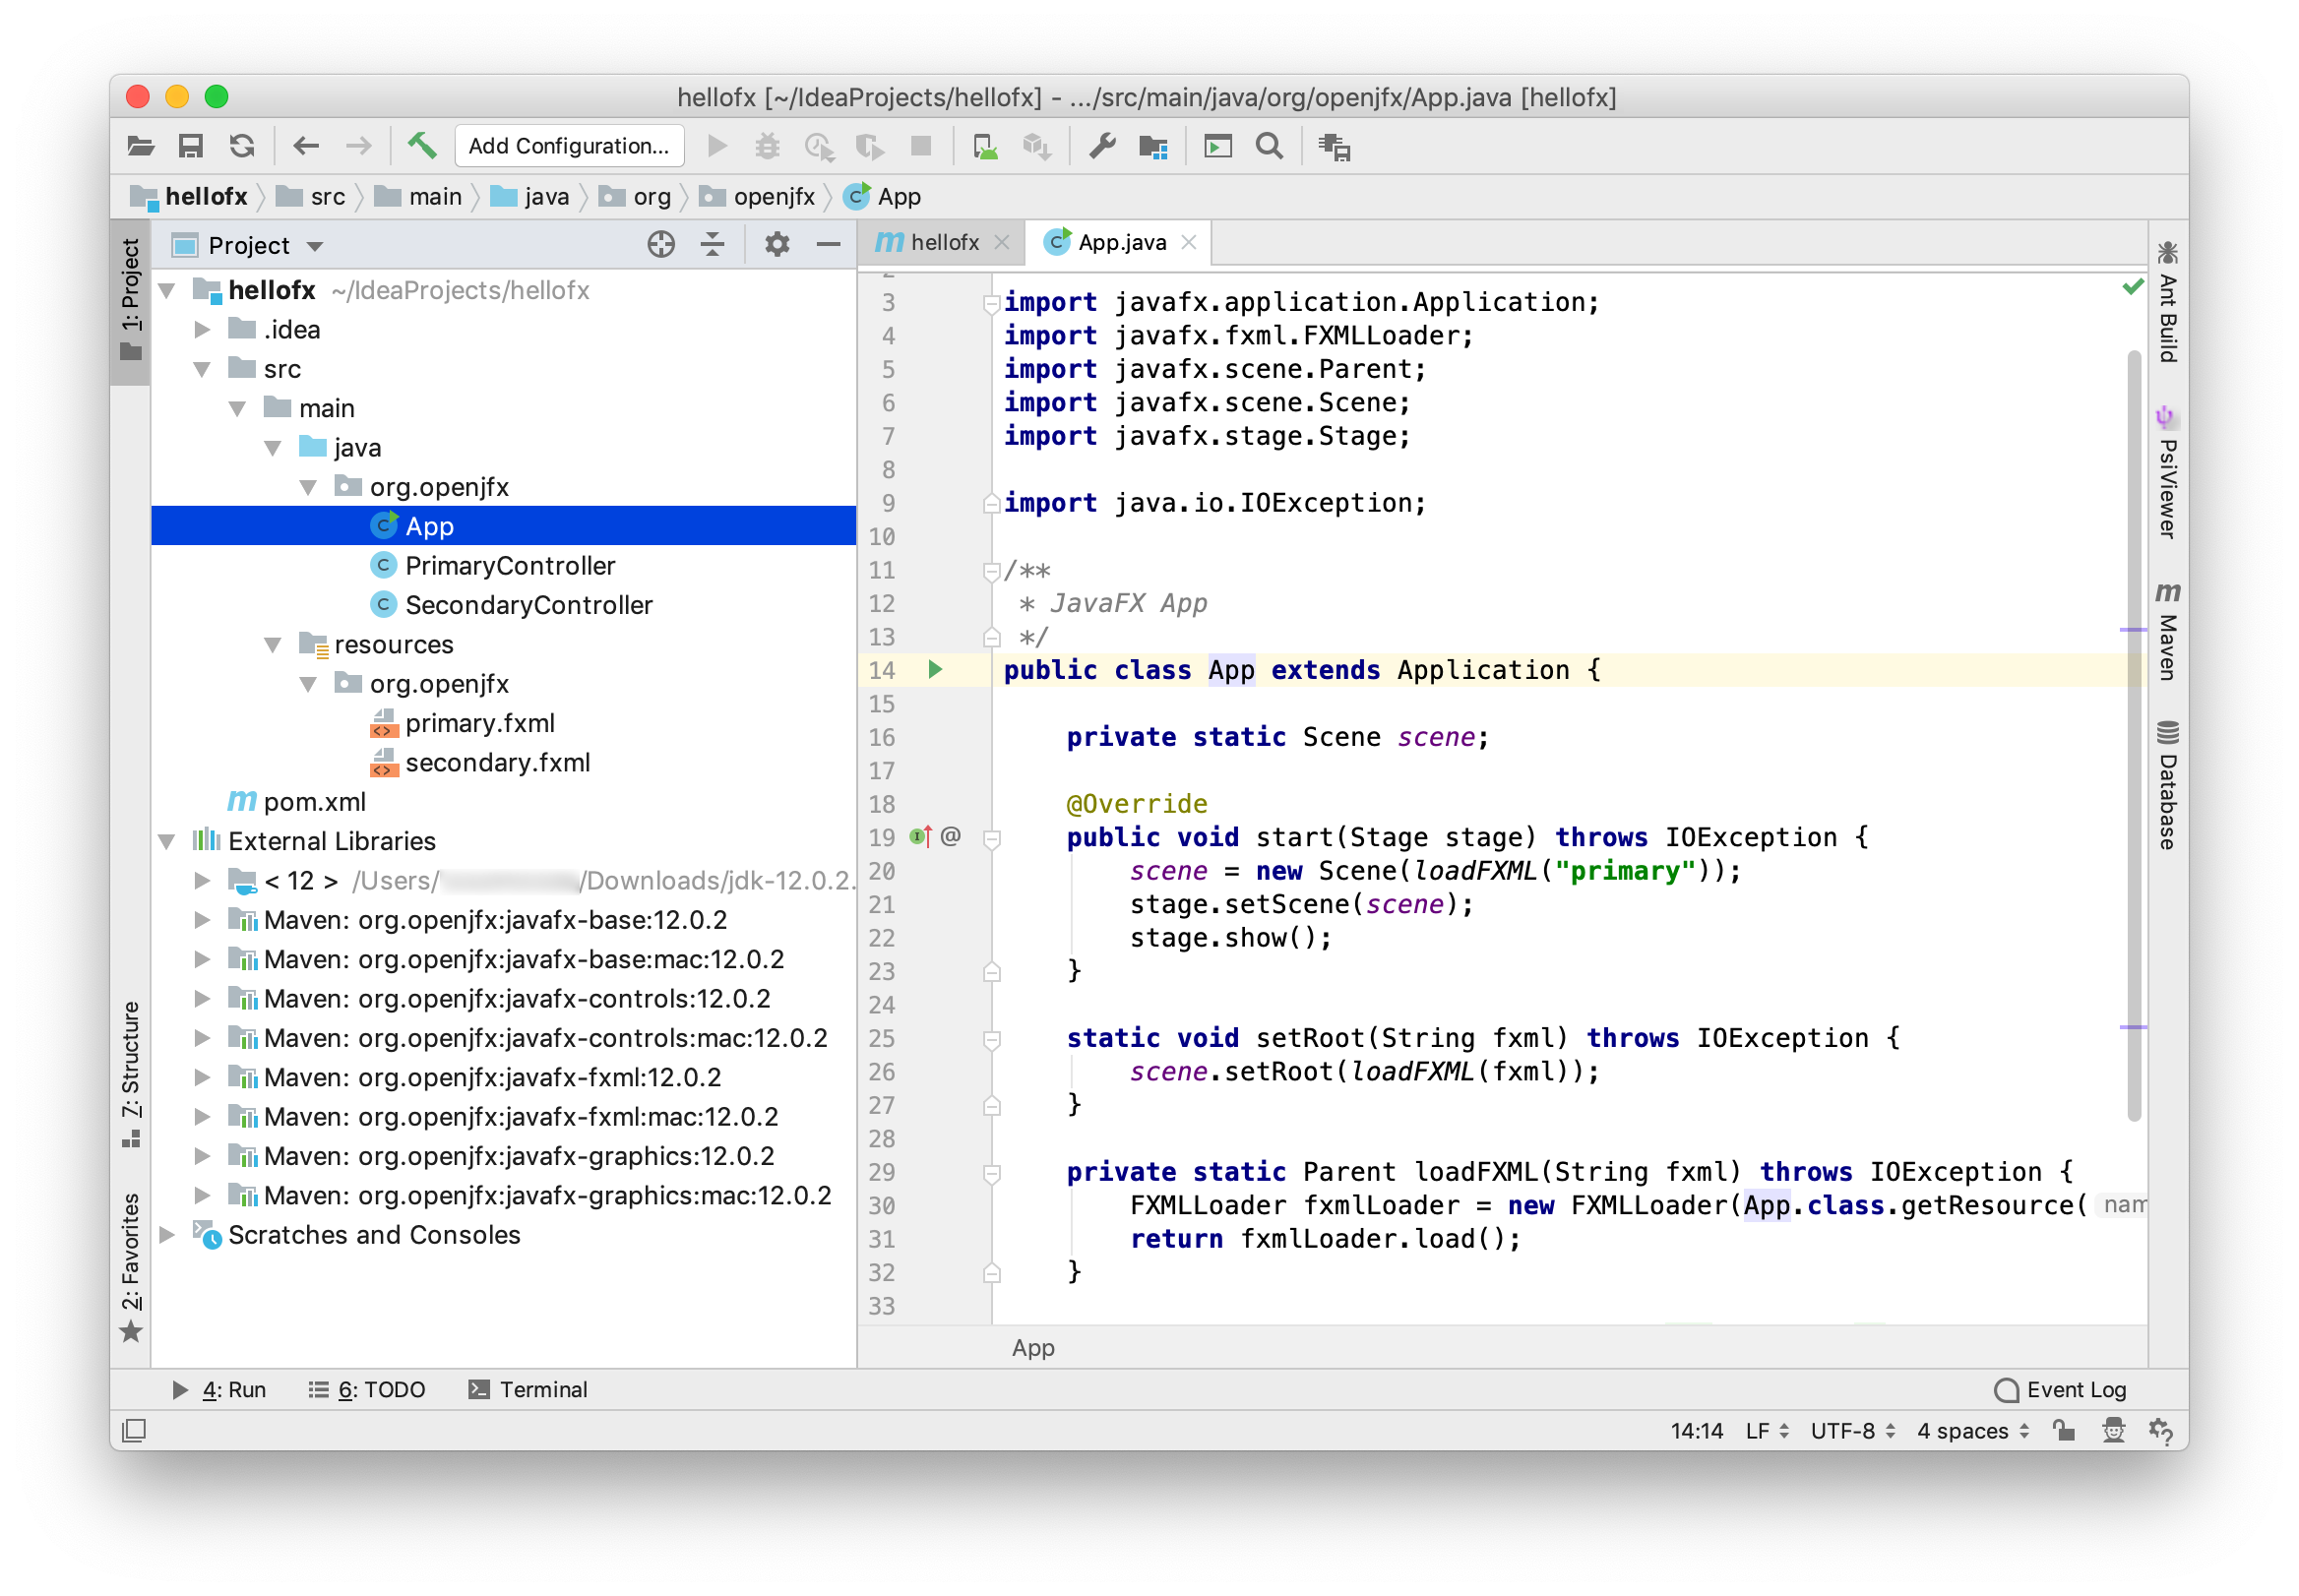 hellofx [~/IdeaProjects/hellofx] - .../src/main/java/org/openjfx/App.java [hellofx]
Add Configuration...
hellofx src main java org openjfx App
1: Project
7: Structure
2: Favorites
Project
hellofx ~/IdeaProjects/hellofx
.idea
src
main
java
org.openjfx
App
PrimaryController
SecondaryController
resources
org.openjfx
primary.fxml
secondary.fxml
pom.xml
External Libraries
< 12 > /Users/ /Downloads/jdk-12.0.2.
Maven: org.openjfx:javafx-base:12.0.2
Maven: org.openjfx:javafx-base:mac:12.0.2
Maven: org.openjfx:javafx-controls:12.0.2
Maven: org.openjfx:javafx-controls:mac:12.0.2
Maven: org.openjfx:javafx-fxml:12.0.2
Maven: org.openjfx:javafx-fxml:mac:12.0.2
Maven: org.openjfx:javafx-graphics:12.0.2
Maven: org.openjfx:javafx-graphics:mac:12.0.2
Scratches and Consoles
hellofx App.java
3 import javafx.application.Application;
4 import javafx.fxml.FXMLLoader;
5 import javafx.scene.Parent;
6 import javafx.scene.Scene;
7 import javafx.stage.Stage;
8
9 import java.io.IOException;
10
11 /**
12 * JavaFX App
13 */
14 public class App extends Application {
15
16 private static Scene scene;
17
18 @Override
19 @ public void start(Stage stage) throws IOException {
20 scene = new Scene(loadFXML("primary"));
21 stage.setScene(scene);
22 stage.show();
23 }
24
25 static void setRoot(String fxml) throws IOException {
26 scene.setRoot(loadFXML(fxml));
27 }
28
29 private static Parent loadFXML(String fxml) throws IOException {
30 FXMLLoader fxmlLoader = new FXMLLoader(App.class.getResource( nam
31 return fxmlLoader.load();
32 }
33
App
Ant Build
PsiViewer
Maven
Database
4: Run 6: TODO Terminal Event Log
14:14 LF UTF-8 4 spaces